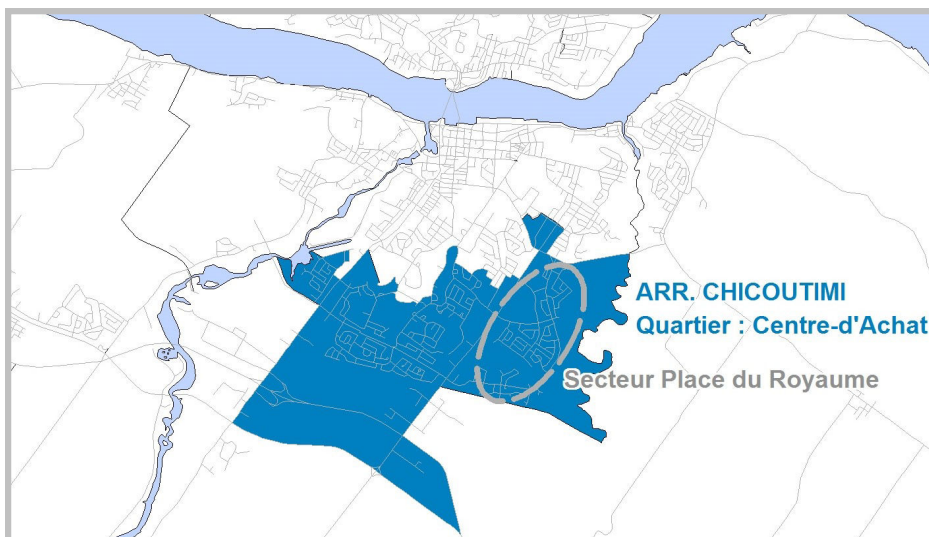 ARR. CHICOUTIMI
Quartier : Centre-d'Achat
Secteur Place du Royaume